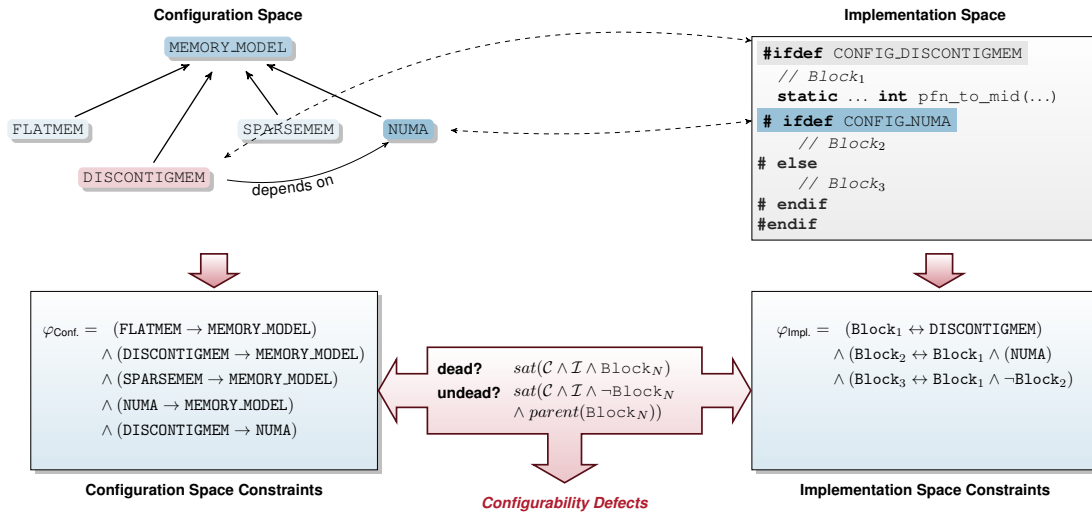 Configuration Space
MEMORY_MODEL
FLATMEM
SPARSEMEM
NUMA
DISCONTIGMEM
depends on
Implementation Space
#ifdef CONFIG_DISCONTIGMEM
// Block₁
static … int pfn_to_mid(…)
# ifdef CONFIG_NUMA
// Block₂
# else
// Block₃
# endif
#endif
φConf. = (FLATMEM → MEMORY_MODEL)
∧ (DISCONTIGMEM → MEMORY_MODEL)
∧ (SPARSEMEM → MEMORY_MODEL)
∧ (NUMA → MEMORY_MODEL)
∧ (DISCONTIGMEM → NUMA)
Configuration Space Constraints
dead? sat(𝒞 ∧ ℐ ∧ Block_N)
undead? sat(𝒞 ∧ ℐ ∧ ¬Block_N
∧ parent(Block_N))
Configurability Defects
φImpl. = (Block₁ ↔ DISCONTIGMEM)
∧ (Block₂ ↔ Block₁ ∧ (NUMA)
∧ (Block₃ ↔ Block₁ ∧ ¬Block₂)
Implementation Space Constraints